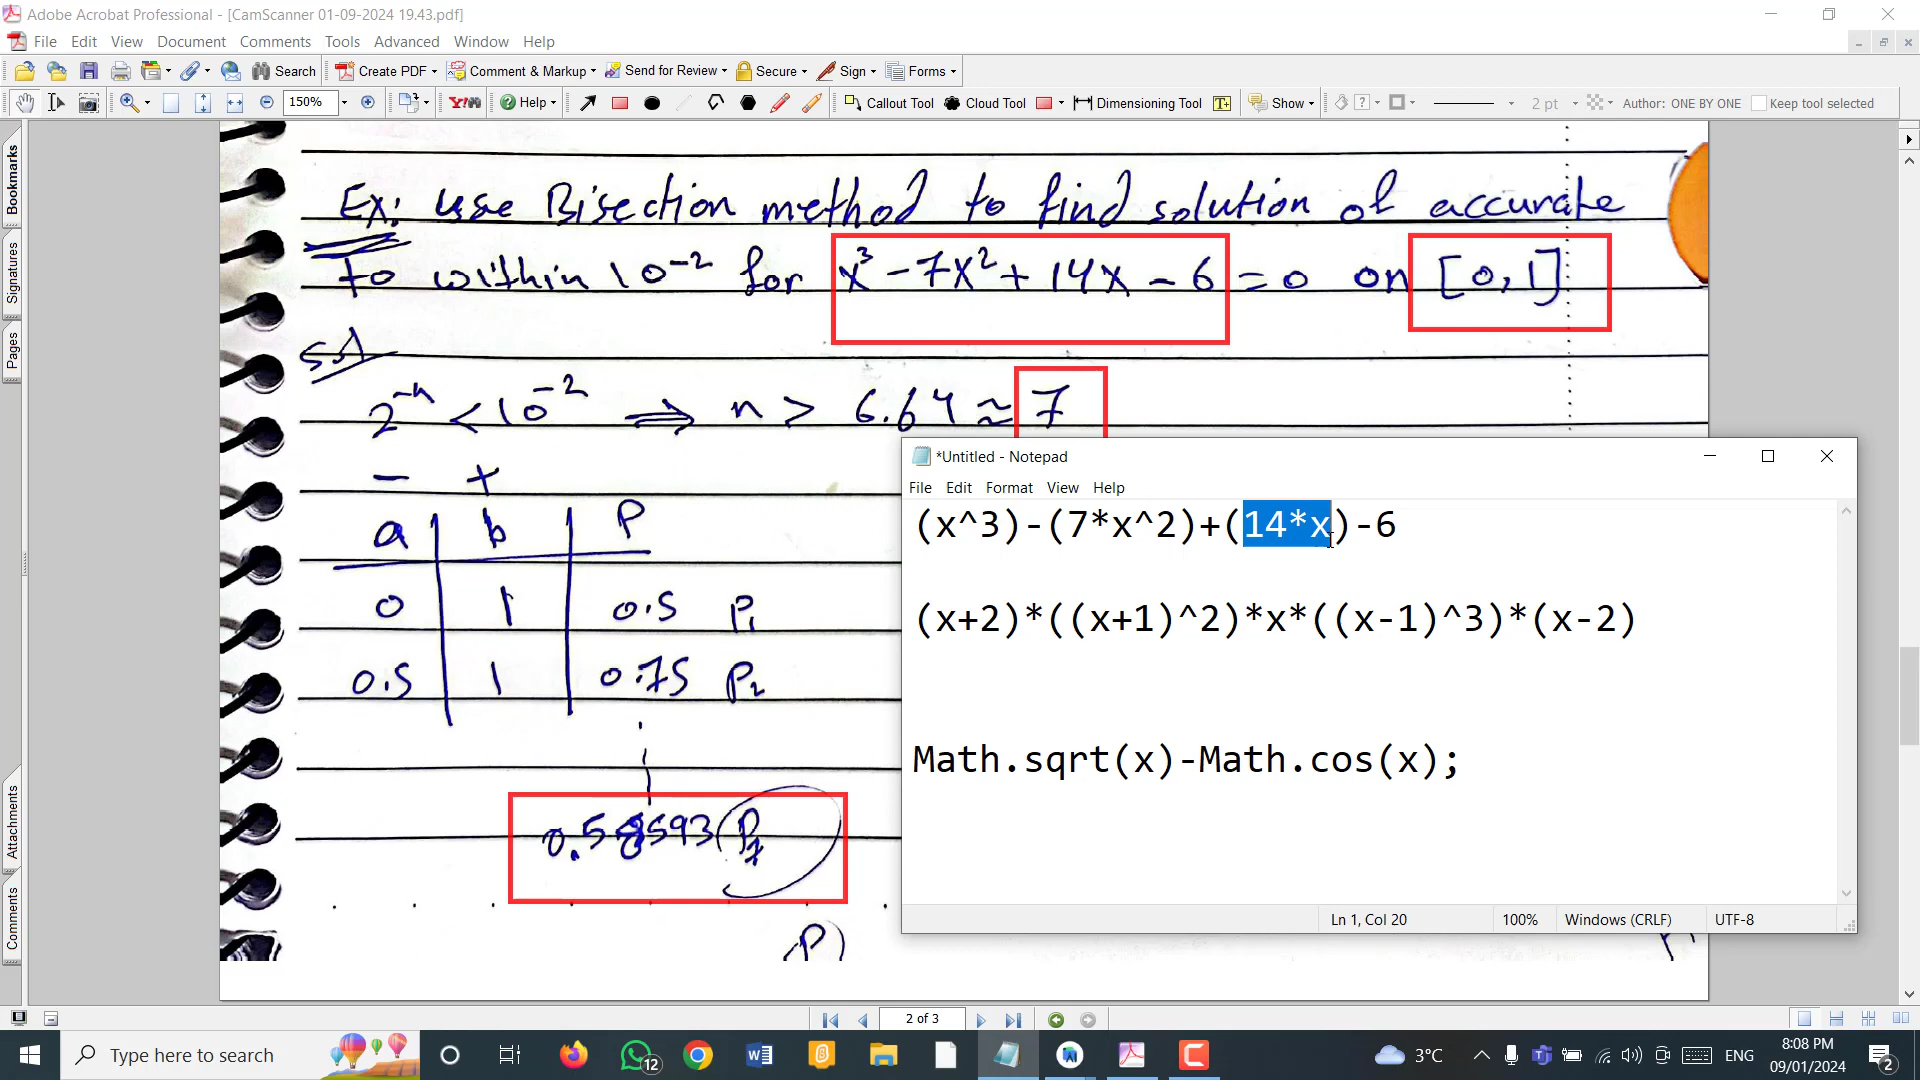 Adobe Acrobat Professional - [CamScanner 01-09-2024 19.43.pdf]
File Edit View Document Comments Tools Advanced Window Help
Create PDF Comment & Markup Send for Review Secure Sign Forms
Search
150% Y! Help Callout Tool Cloud Tool Dimensioning Tool T Show ? 2 pt Author: ONE BY ONE Keep tool selected
Bookmarks
Signatures
Pages
Attachments
Comments
Ex: use Bisection method to find solution of accurate
to within 10⁻² for x³ - 7x² + 14x - 6 = 0 on [0,1]
Sol
2⁻ⁿ < 10⁻² ⟹ n > 6.64 ≈ 7
- +
a b P
0 1 0.5 P₁
0.5 1 0.75 P₂
0.58593 P₇
*Untitled - Notepad
File Edit Format View Help
(x^3)-(7*x^2)+(14*x)-6
(x+2)*((x+1)^2)*x*((x-1)^3)*(x-2)
Math.sqrt(x)-Math.cos(x);
Ln 1, Col 20 100% Windows (CRLF) UTF-8
2 of 3
Type here to search 12 3°C ENG 8:08 PM
09/01/2024 2